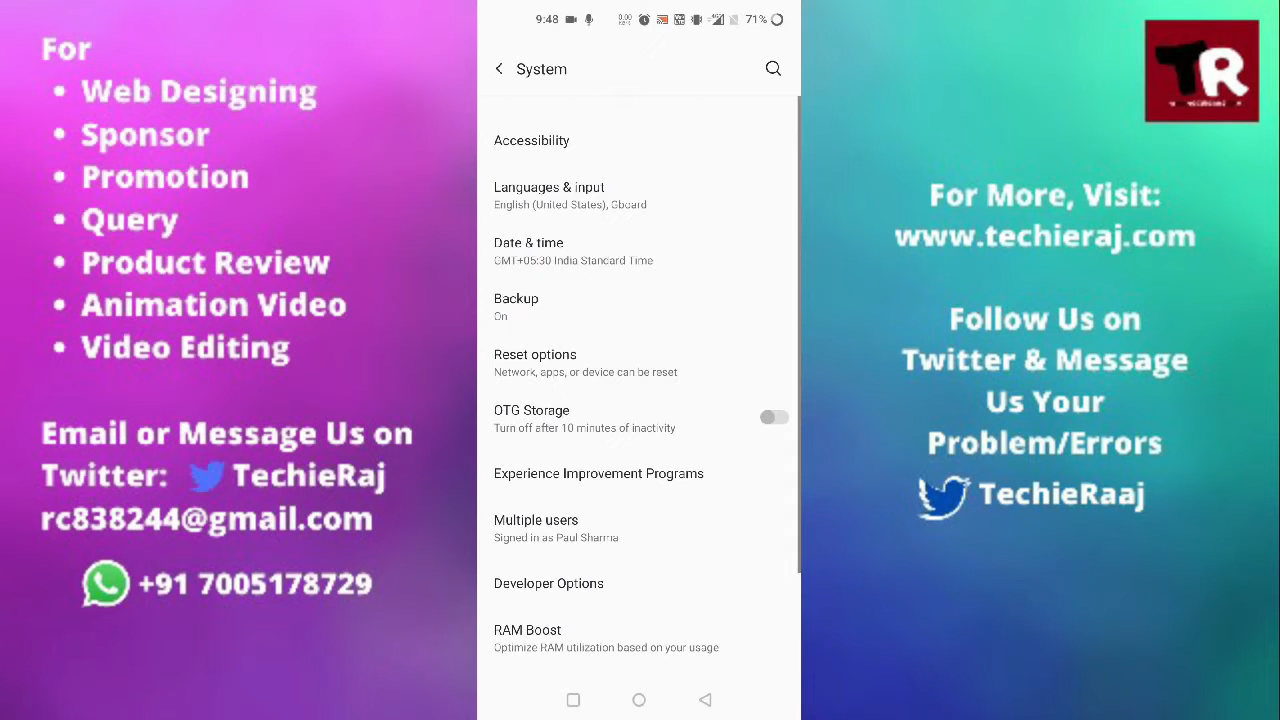 For
• Web Designing
• Sponsor
• Promotion
• Query
• Product Review
• Animation Video
• Video Editing
Email or Message Us on
Twitter: TechieRaj
rc838244@gmail.com
+91 7005178729
9:48
0.00
71%
System
Accessibility
Languages & input
English (United States), Gboard
Date & time
GMT+05:30 India Standard Time
Backup
On
Reset options
Network, apps, or device can be reset
OTG Storage
Turn off after 10 minutes of inactivity
Experience Improvement Programs
Multiple users
Signed in as Paul Sharma
Developer Options
RAM Boost
Optimize RAM utilization based on your usage
TR
For More, Visit:
www.techieraj.com
Follow Us on
Twitter & Message
Us Your
Problem/Errors
TechieRaaj